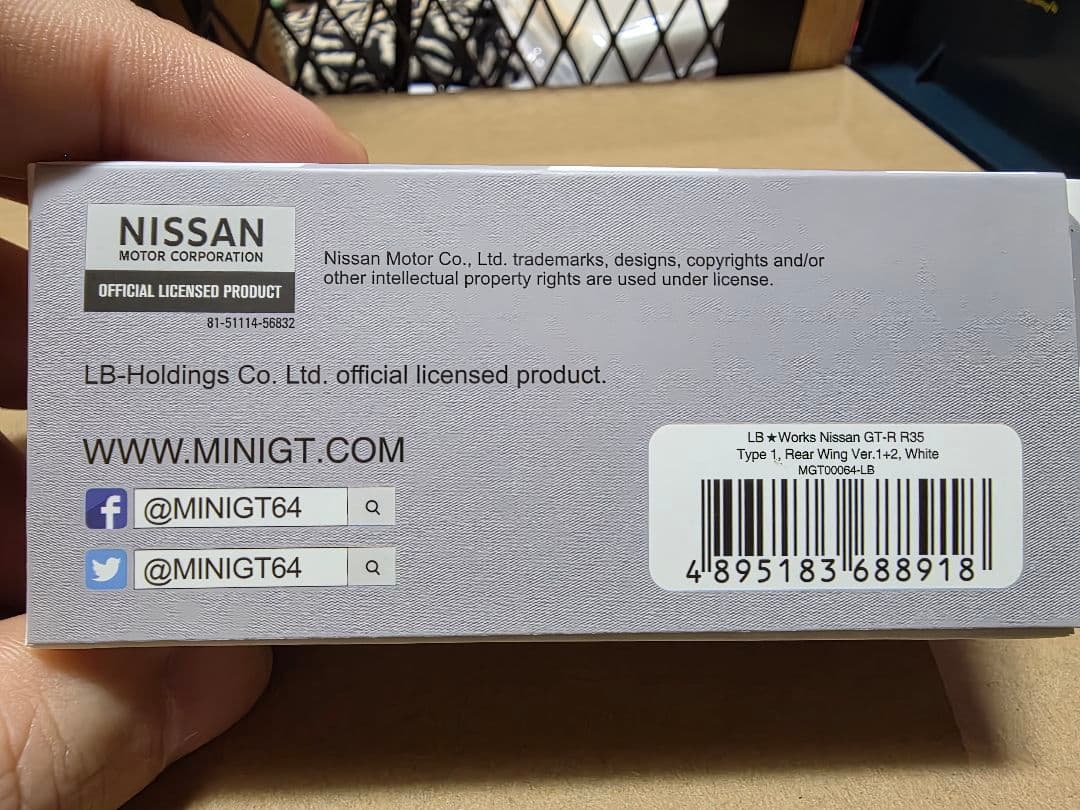 NISSAN
MOTOR CORPORATION
OFFICIAL LICENSED PRODUCT
81-51114-56832
Nissan Motor Co., Ltd. trademarks, designs, copyrights and/or
other intellectual property rights are used under license.
LB-Holdings Co. Ltd. official licensed product.
WWW.MINIGT.COM
@MINIGT64
@MINIGT64
LB★Works Nissan GT-R R35
Type 1, Rear Wing Ver.1+2, White
MGT00064-LB
4 895183 688918